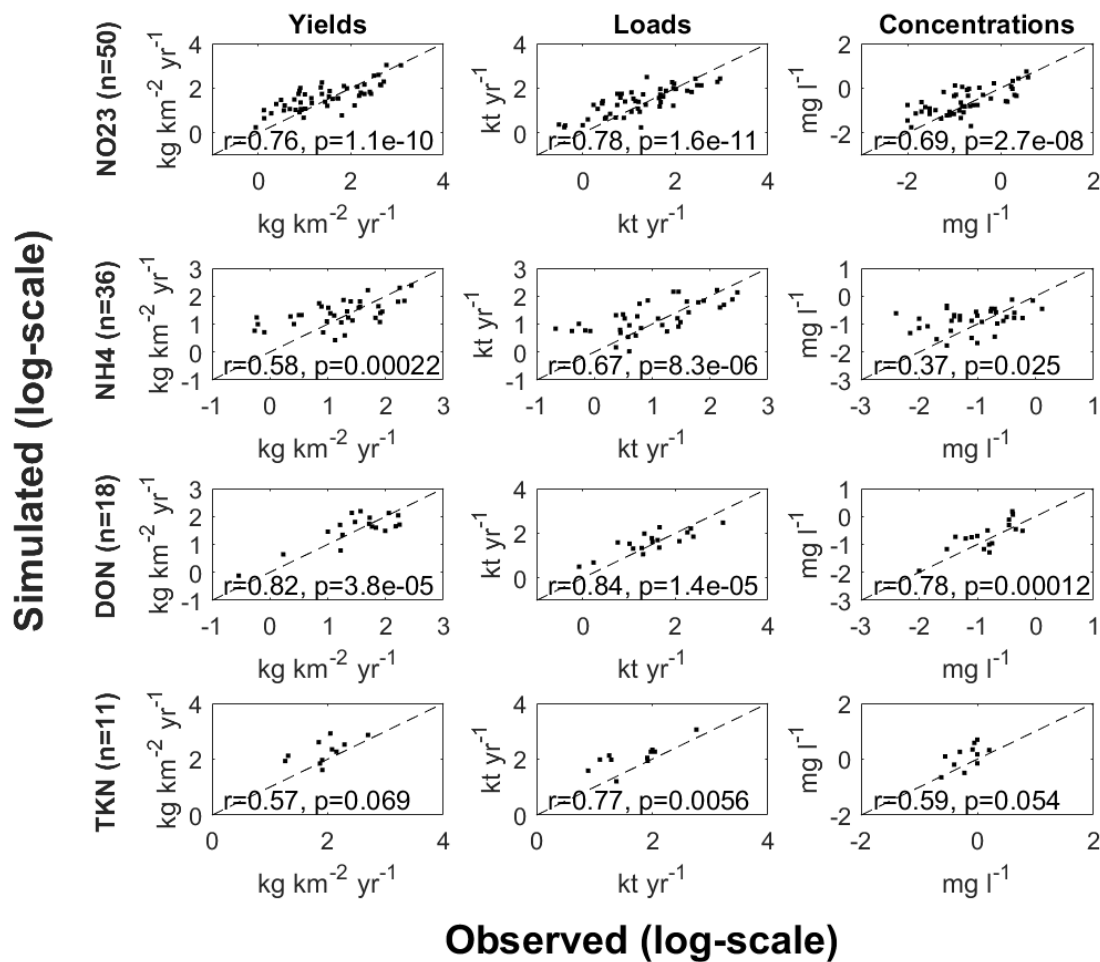 Yields Loads Concentrations
Simulated (log-scale)
NO23 (n=50)
kg km-2 yr-1
4
2
0
r=0.76, p=1.1e-10
0 2 4
kg km-2 yr-1
kt yr-1
4
2
0
r=0.78, p=1.6e-11
0 2 4
kt yr-1
mg l-1
2
0
-2
r=0.69, p=2.7e-08
-2 0 2
mg l-1
NH4 (n=36)
kg km-2 yr-1
3
2
1
0
-1
r=0.58, p=0.00022
-1 0 1 2 3
kg km-2 yr-1
kt yr-1
3
2
1
0
-1
r=0.67, p=8.3e-06
-1 0 1 2 3
kt yr-1
mg l-1
1
0
-1
-2
-3
r=0.37, p=0.025
-3 -2 -1 0 1
mg l-1
DON (n=18)
kg km-2 yr-1
3
2
1
0
-1
r=0.82, p=3.8e-05
-1 0 1 2 3
kg km-2 yr-1
kt yr-1
4
2
0
r=0.84, p=1.4e-05
0 2 4
kt yr-1
mg l-1
1
0
-1
-2
-3
r=0.78, p=0.00012
-3 -2 -1 0 1
mg l-1
TKN (n=11)
kg km-2 yr-1
4
2
0
r=0.57, p=0.069
0 2 4
kg km-2 yr-1
kt yr-1
4
2
0
r=0.77, p=0.0056
0 2 4
kt yr-1
mg l-1
2
0
-2
r=0.59, p=0.054
-2 0 2
mg l-1
Observed (log-scale)